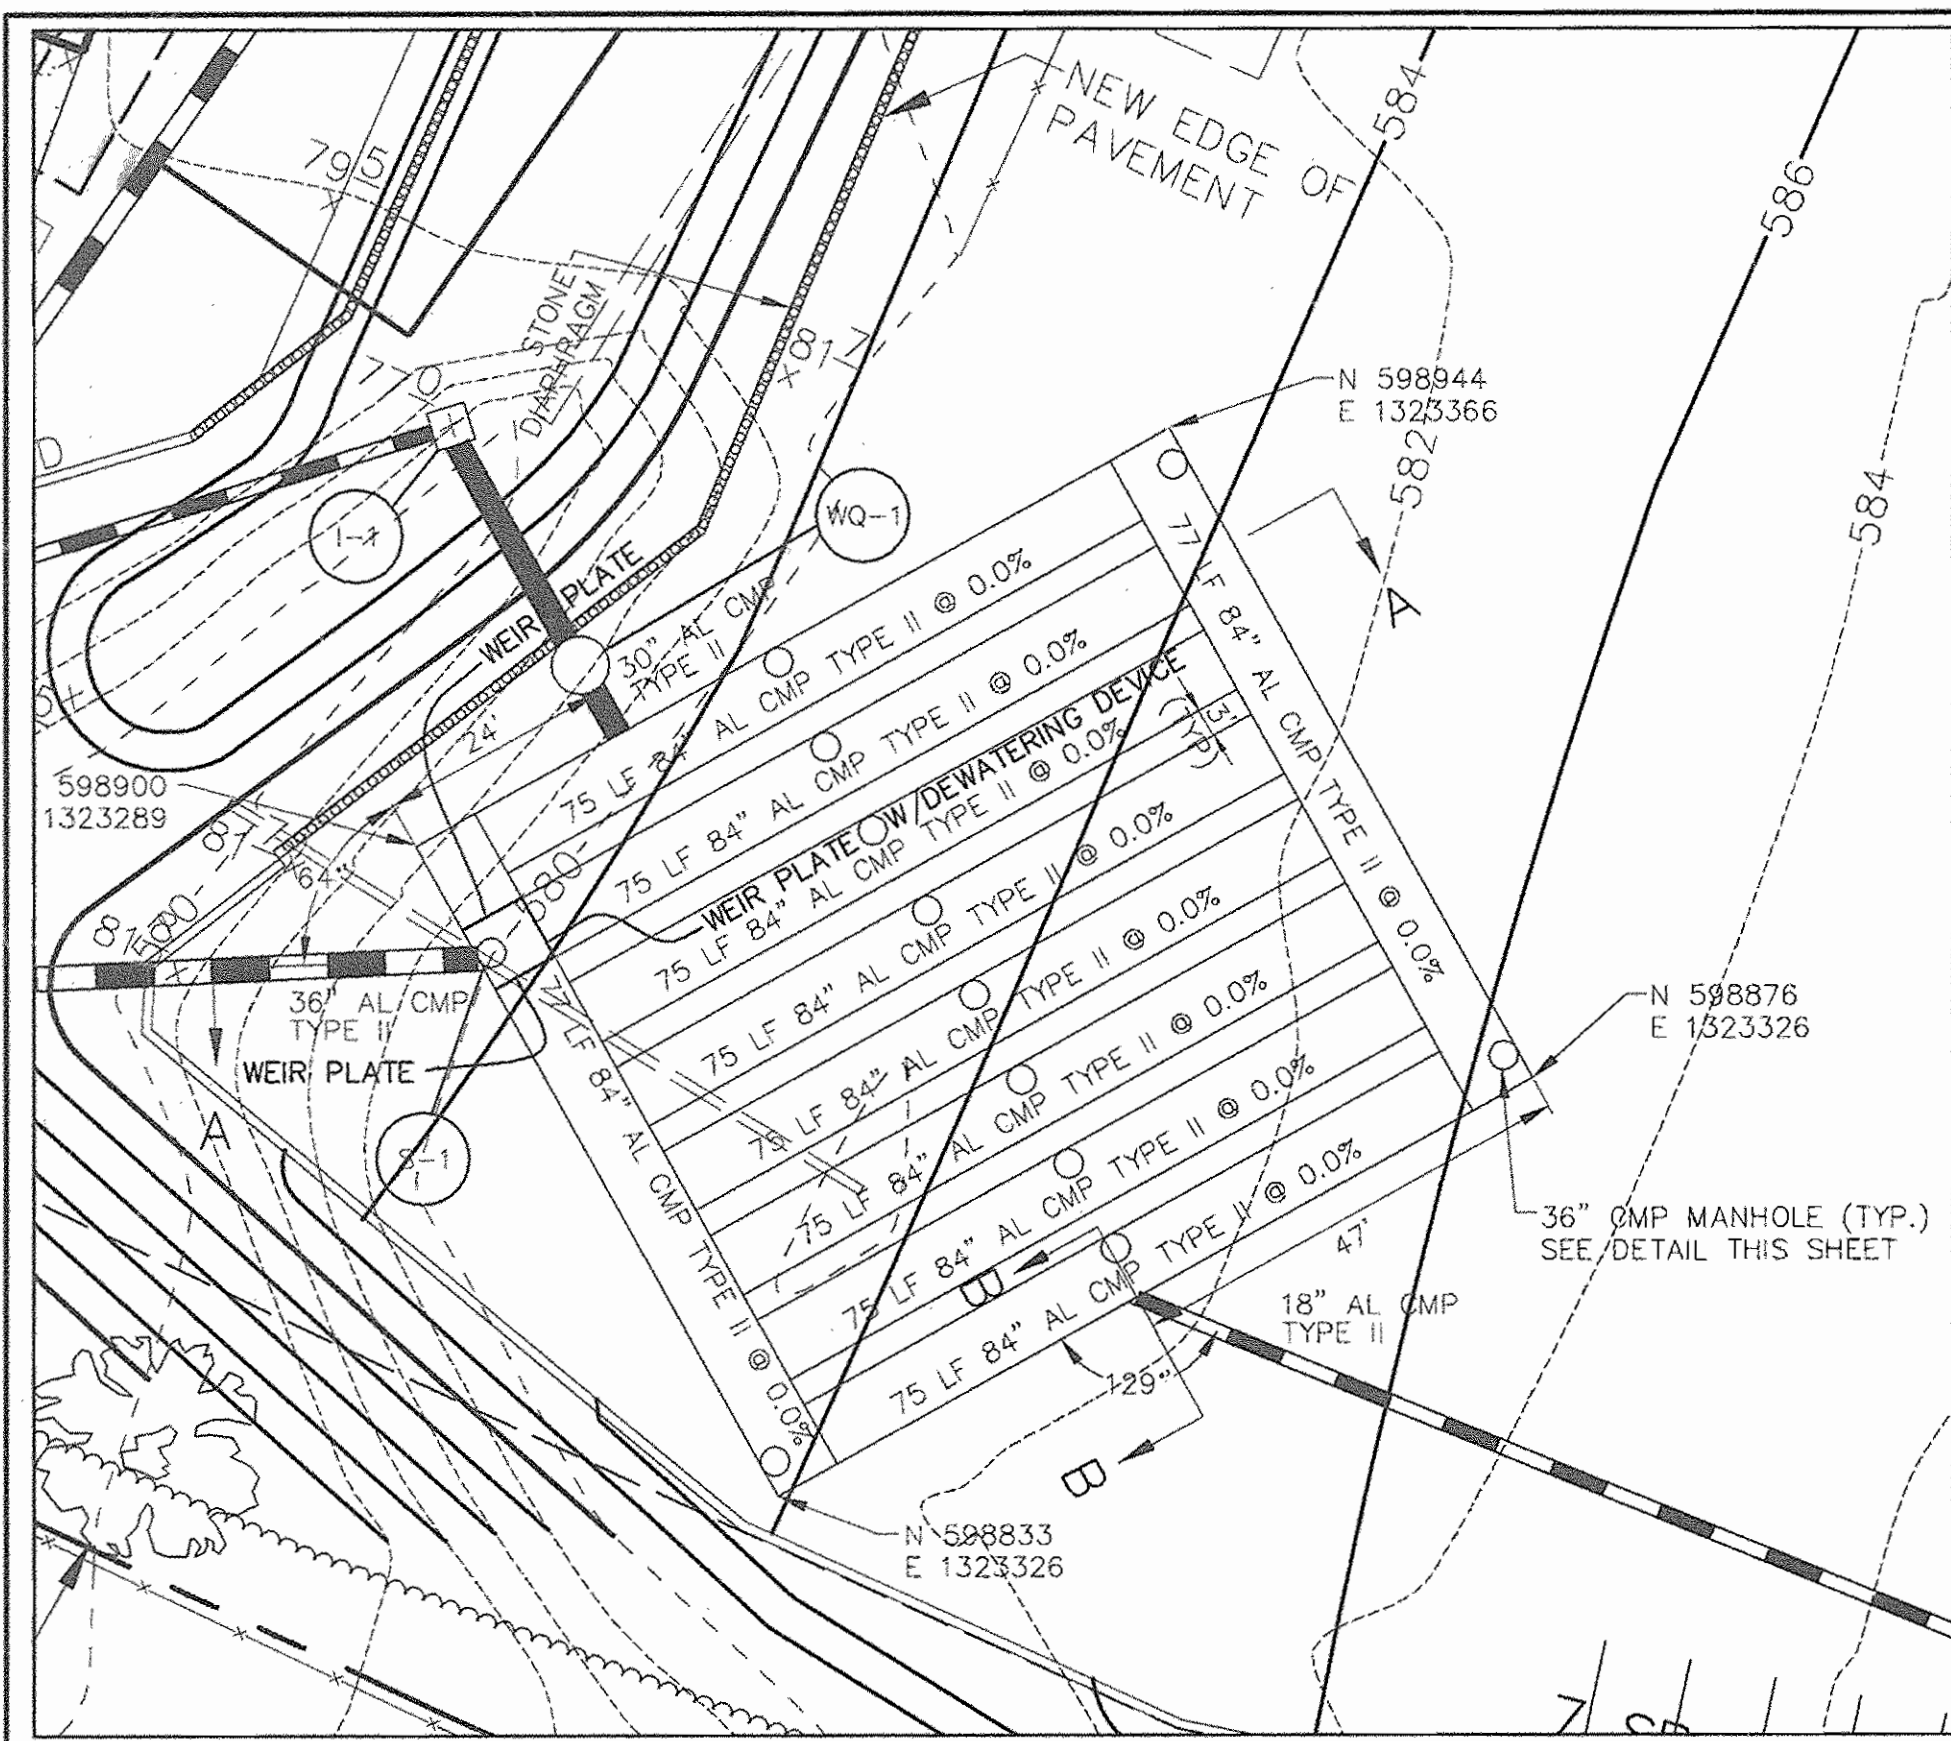 NEW EDGE OF
PAVEMENT
584
586
79.5
STONE
DIAPHRAGM
817
N 598944
E 1323366
582
584
I-1
WQ-1
WEIR PLATE
30" AL CMP
TYPE II
24'
75 LF 84" AL CMP TYPE II @ 0.0%
75 LF 84" AL CMP TYPE II @ 0.0%
WEIR PLATE W/DEWATERING DEVICE
75 LF 84" AL CMP TYPE II @ 0.0%
75 LF 84" AL CMP TYPE II @ 0.0%
75 LF 84" AL CMP TYPE II @ 0.0%
75 LF 84" AL CMP TYPE II @ 0.0%
75 LF 84" AL CMP TYPE II @ 0.0%
75 LF 84" AL CMP TYPE II @ 0.0%
77 LF 84" AL CMP TYPE II @ 0.0%
77 LF 84" AL CMP TYPE II @ 0.0%
3'
(TYP)
A
598900
1323289
64°
580
580
36" AL CMP
TYPE II
WEIR PLATE
A
S-1
N 598876
E 1323326
36" CMP MANHOLE (TYP.)
SEE DETAIL THIS SHEET
47'
18" AL CMP
TYPE II
129°
B
B
N 598833
E 1323326